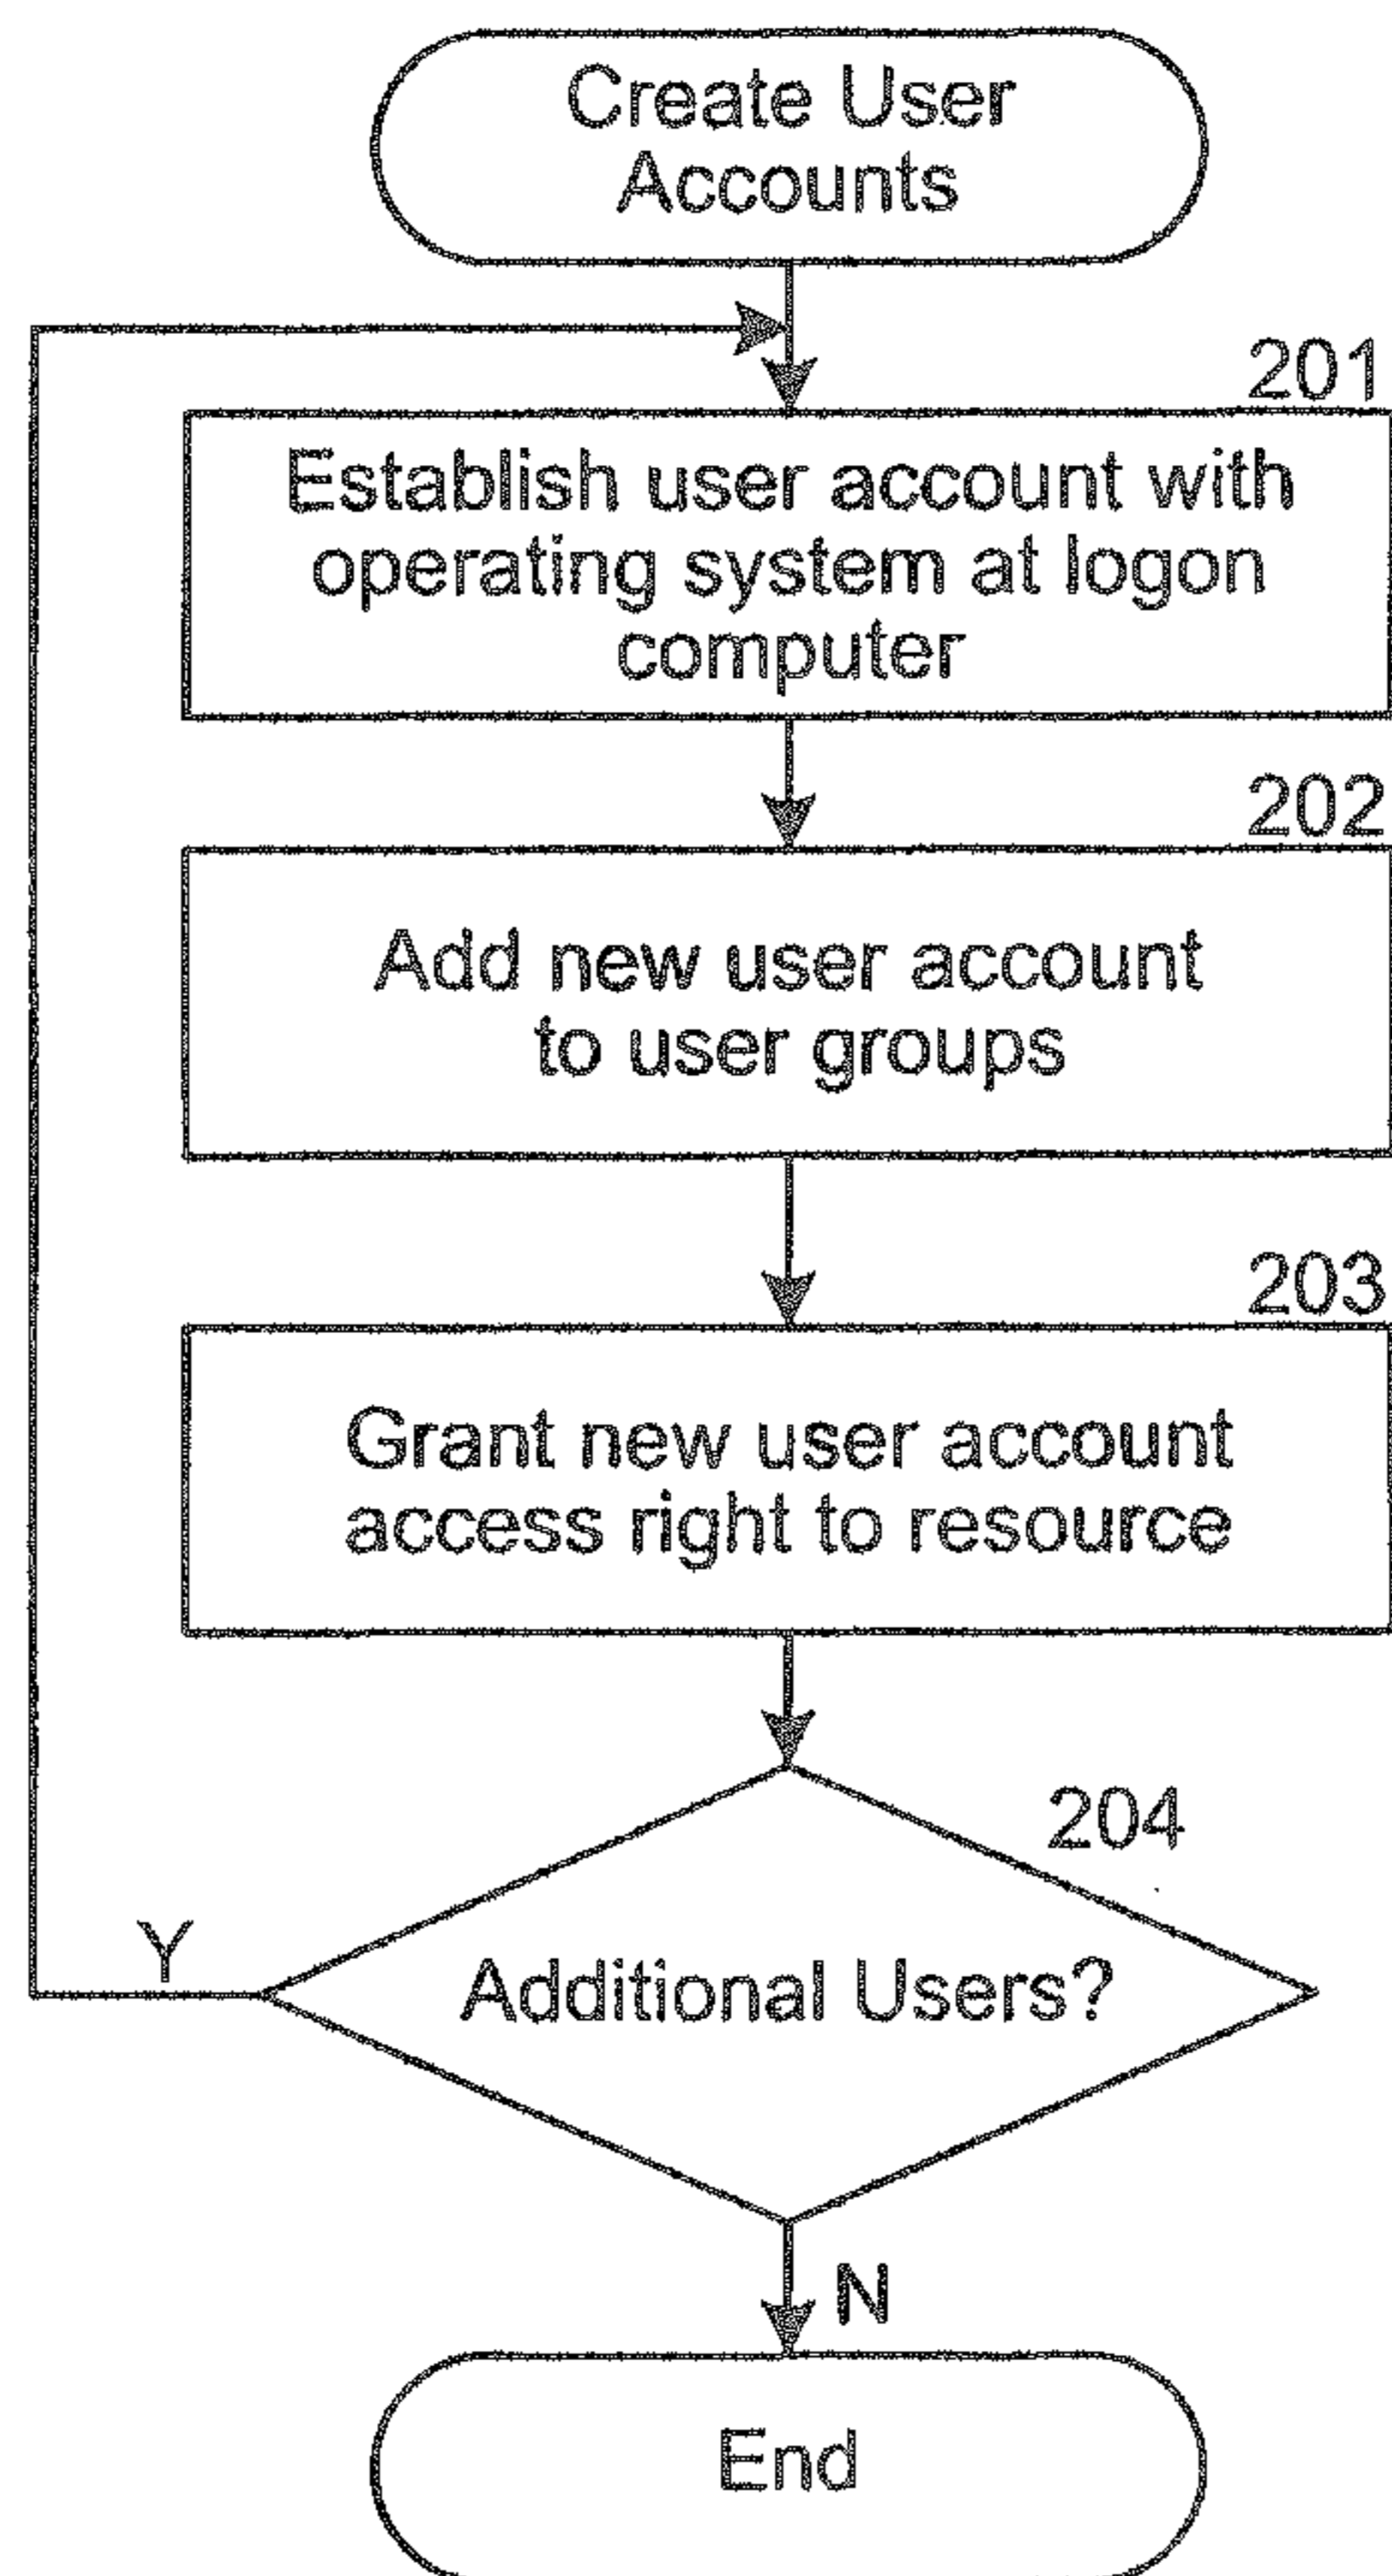 Create User
Accounts
201
Establish user account with
operating system at logon
computer
202
Add new user account
to user groups
203
Grant new user account
access right to resource
204
Y
Additional Users?
N
End